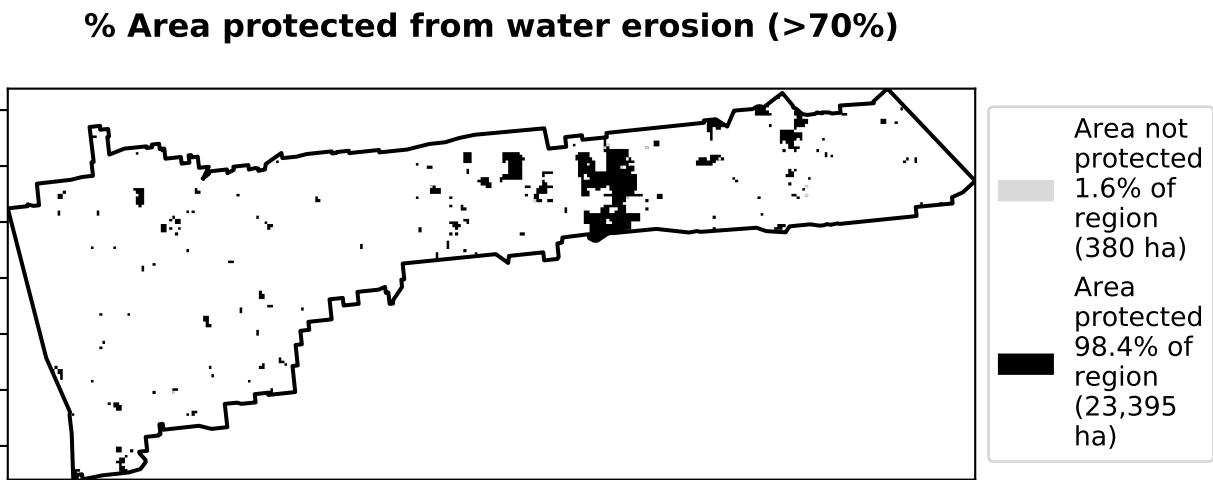 % Area protected from water erosion (>70%)
Area not
protected
1.6% of
region
(380 ha)
Area
protected
98.4% of
region
(23,395
ha)